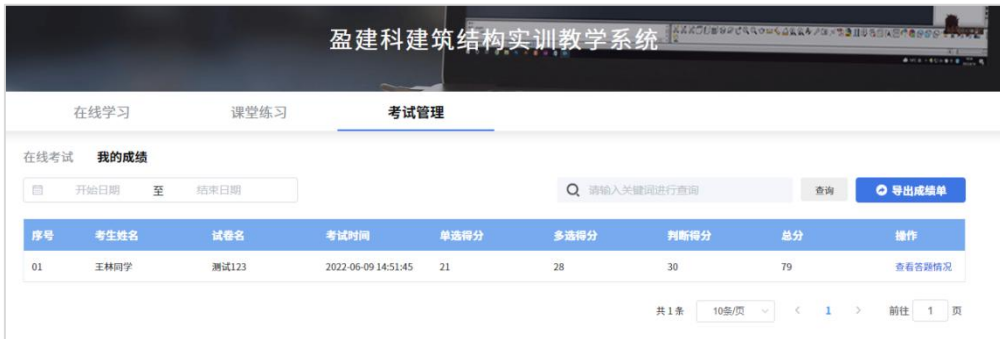 盈建科建筑结构实训教学系统
在线学习 课堂练习 考试管理
在线考试 我的成绩
开始日期 至 结束日期 请输入关键词进行查询 查询 导出成绩单
序号 考生姓名 试卷名 考试时间 单选得分 多选得分 判断得分 总分 操作
01 王林同学 测试123 2022-06-09 14:51:45 21 28 30 79 查看答题情况
共 1 条 10条/页 1 前往 1 页